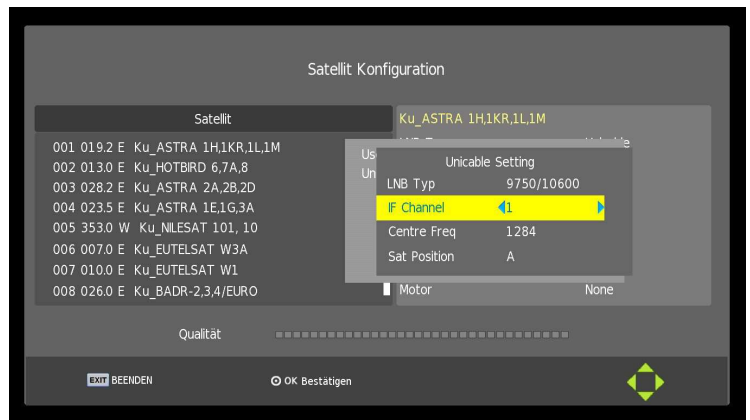 Satellit Konfiguration
Satellit
001 019.2 E Ku_ASTRA 1H,1KR,1L,1M
002 013.0 E Ku_HOTBIRD 6,7A,8
003 028.2 E Ku_ASTRA 2A,2B,2D
004 023.5 E Ku_ASTRA 1E,1G,3A
005 353.0 W Ku_NILESAT 101, 10
006 007.0 E Ku_EUTELSAT W3A
007 010.0 E Ku_EUTELSAT W1
008 026.0 E Ku_BADR-2,3,4/EURO
Ku_ASTRA 1H,1KR,1L,1M
Us
Un
Unicable Setting
LNB Typ 9750/10600
IF Channel 1
Centre Freq 1284
Sat Position A
Motor None
Qualität
EXIT BEENDEN
OK Bestätigen